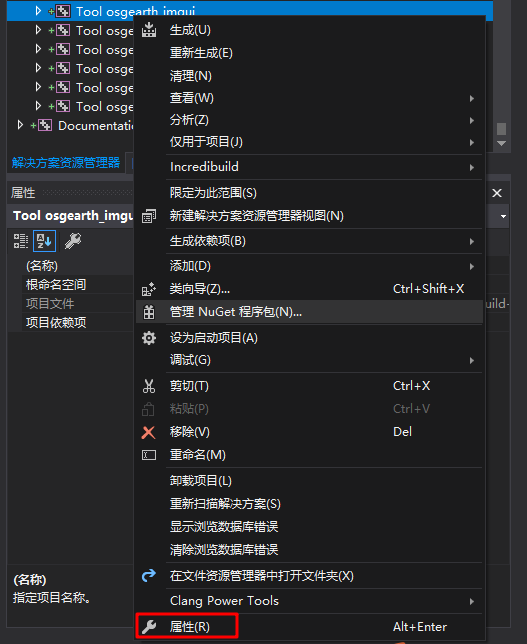 Tool osgearth_imgui
Tool osgea
Tool osgea
Tool osgea
Tool osgea
Tool osgea
Documentatio
解决方案资源管理器
属性
Tool osgearth_imgu
(名称)
根命名空间
项目文件
项目依赖项
uild-
(名称)
指定项目名称。
生成(U)
重新生成(E)
清理(N)
查看(W)
分析(Z)
仅用于项目(J)
Incredibuild
限定为此范围(S)
新建解决方案资源管理器视图(N)
生成依赖项(B)
添加(D)
类向导(Z)... Ctrl+Shift+X
管理 NuGet 程序包(N)...
设为启动项目(A)
调试(G)
剪切(T) Ctrl+X
粘贴(P) Ctrl+V
移除(V) Del
重命名(M)
卸载项目(L)
重新扫描解决方案(S)
显示浏览数据库错误
清除浏览数据库错误
在文件资源管理器中打开文件夹(X)
Clang Power Tools
属性(R) Alt+Enter